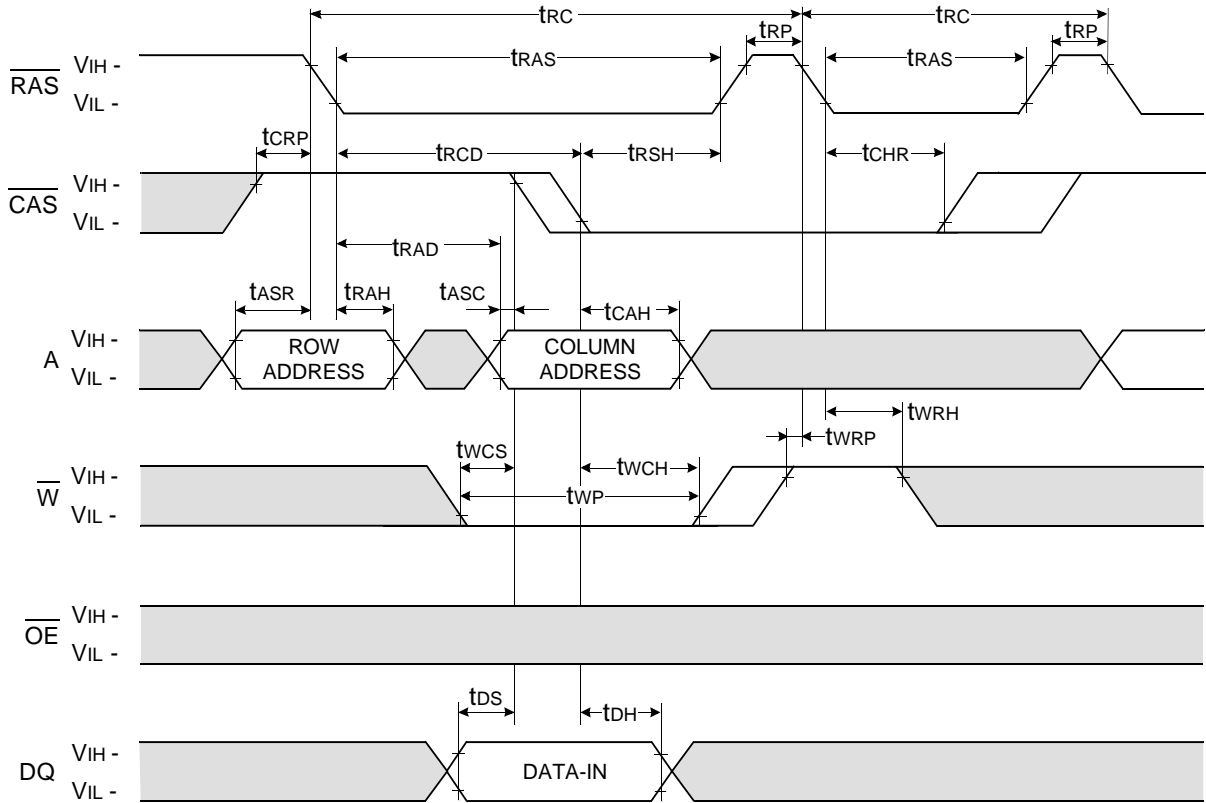 tRC tRC
tRP tRP
RAS VIH - tRAS tRAS
VIL -
tCRP tRCD tRSH tCHR
CAS VIH -
VIL -
tRAD
tASR tRAH tASC tCAH
A VIH - ROW COLUMN
VIL - ADDRESS ADDRESS
tWRH
tWCS tWCH tWRP
W VIH - tWP
VIL -
OE VIH -
VIL -
tDS tDH
DQ VIH -
VIL - DATA-IN